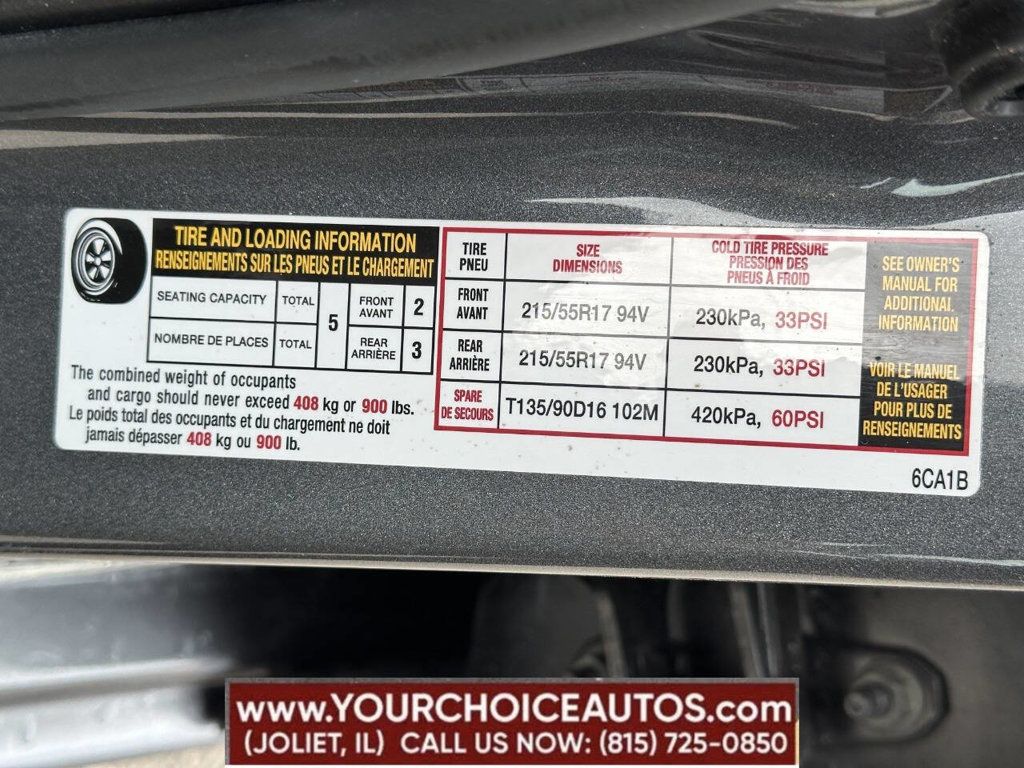 TIRE AND LOADING INFORMATION
RENSEIGNEMENTS SUR LES PNEUS ET LE CHARGEMENT
SEATING CAPACITY TOTAL 5 FRONT AVANT 2
NOMBRE DE PLACES TOTAL REAR ARRIÈRE 3
The combined weight of occupants
and cargo should never exceed 408 kg or 900 lbs.
Le poids total des occupants et du chargement ne doit
jamais dépasser 408 kg ou 900 lb.
TIRE PNEU SIZE DIMENSIONS COLD TIRE PRESSURE PRESSION DES PNEUS À FROID
FRONT AVANT 215/55R17 94V 230kPa, 33PSI
REAR ARRIÈRE 215/55R17 94V 230kPa, 33PSI
SPARE DE SECOURS T135/90D16 102M 420kPa, 60PSI
SEE OWNER'S
MANUAL FOR
ADDITIONAL
INFORMATION
VOIR LE MANUEL
DE L'USAGER
POUR PLUS DE
RENSEIGNEMENTS
6CA1B
www.YOURCHOICEAUTOS.com
(JOLIET, IL) CALL US NOW: (815) 725-0850